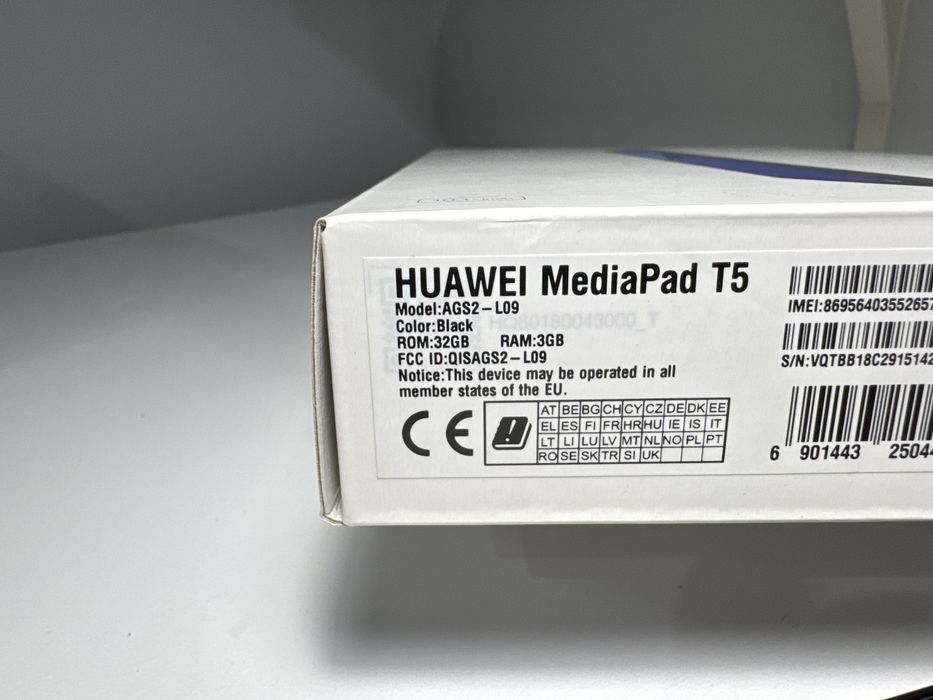 HUAWEI MediaPad T5
Model:AGS2-L09
Color:Black
HQ60180043000_T
ROM:32GB RAM:3GB
FCC ID:QISAGS2-L09
Notice:This device may be operated in all
member states of the EU.
CE
AT BE BG CH CY CZ DE DK EE
EL ES FI FR HR HU IE IS IT
LT LI LU LV MT NL NO PL PT
RO SE SK TR SI UK
IMEI:86956403552657
S/N:VQTBB18C2915142
6 901443 25044